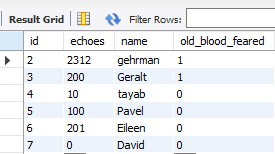 Result Grid Filter Rows:
id echoes name old_blood_feared
2 2312 gehrman 1
3 200 Geralt 1
4 10 tayab 0
5 100 Pavel 0
6 201 Eileen 0
7 0 David 0